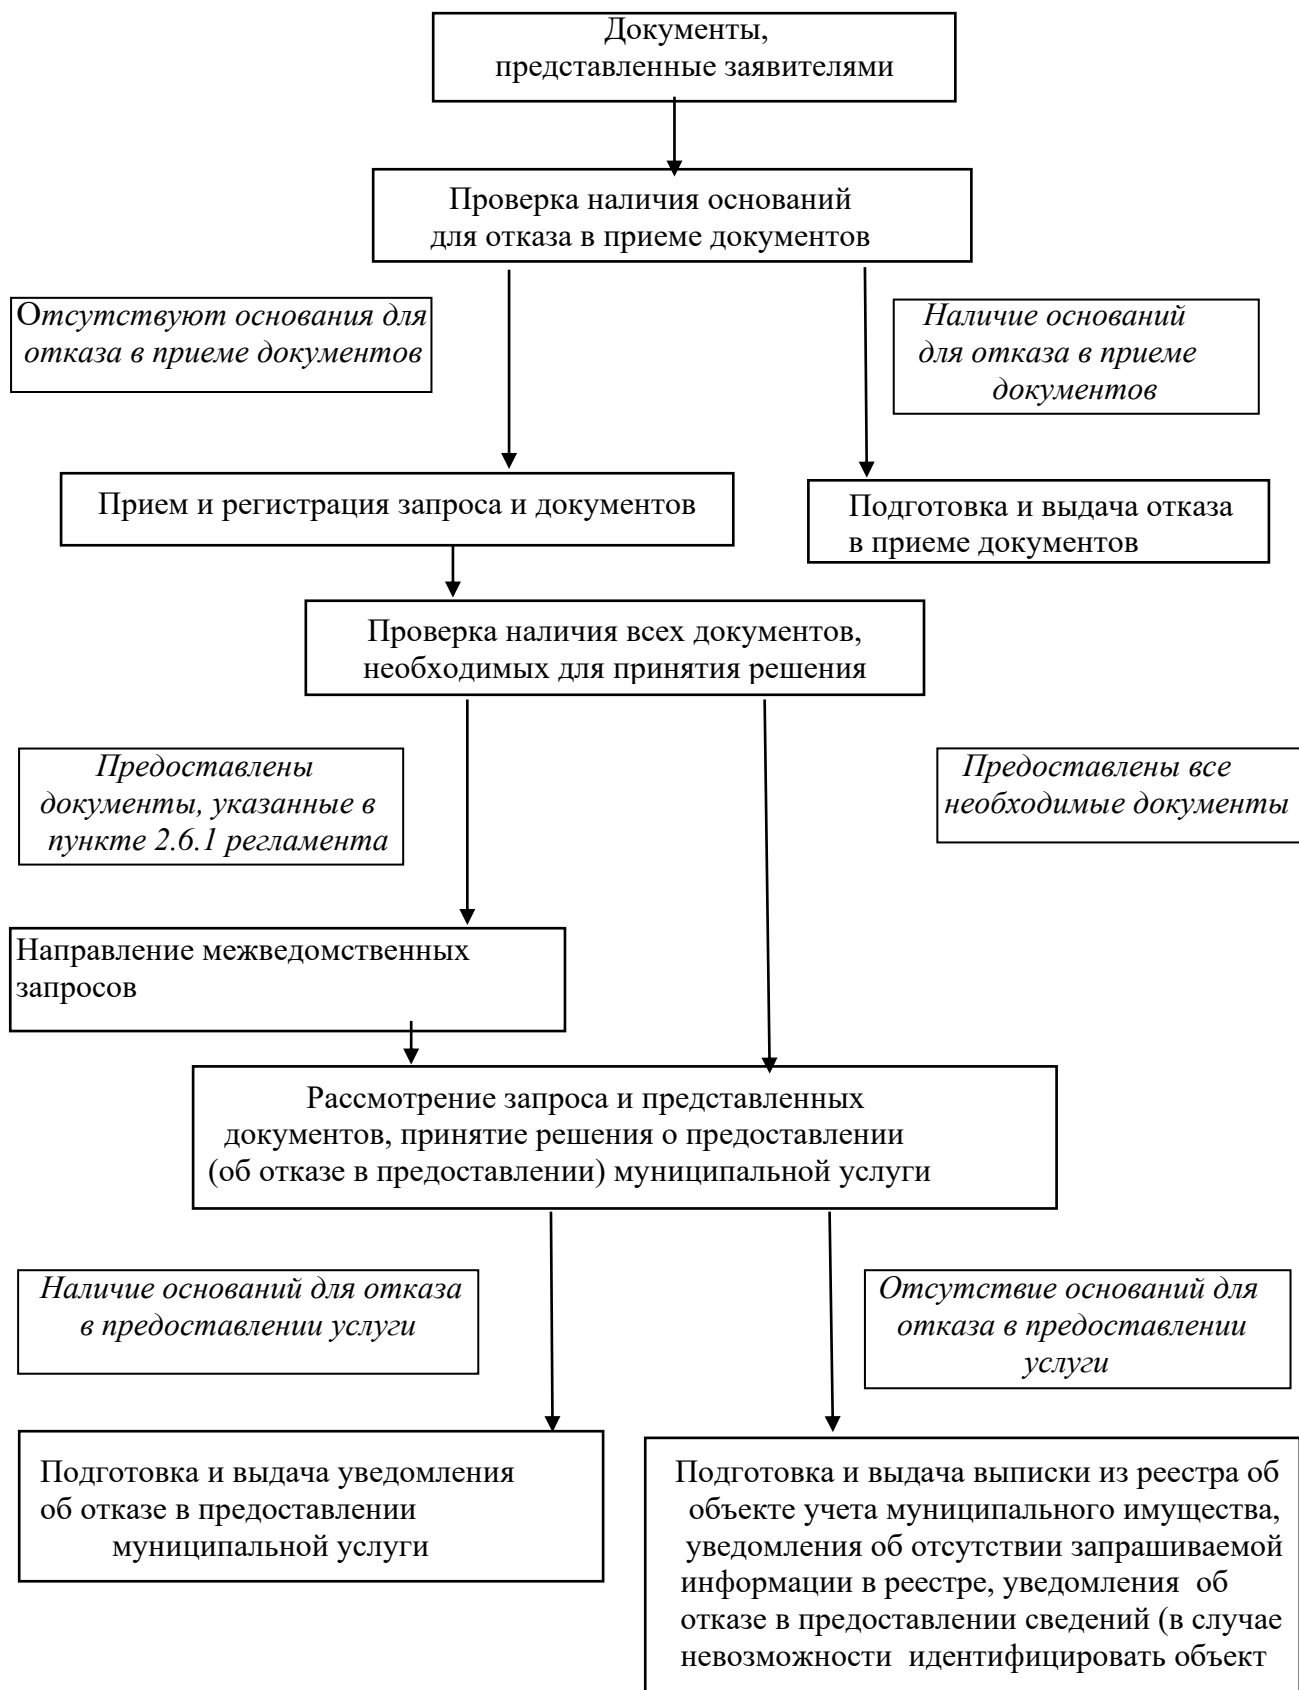 Документы,
представленные заявителями
Проверка наличия оснований
для отказа в приеме документов
Отсутствуют основания для
отказа в приеме документов
Наличие оснований
для отказа в приеме
документов
Прием и регистрация запроса и документов
Подготовка и выдача отказа
в приеме документов
Проверка наличия всех документов,
необходимых для принятия решения
Предоставлены
документы, указанные в
пункте 2.6.1 регламента
Предоставлены все
необходимые документы
Направление межведомственных
запросов
Рассмотрение запроса и представленных
документов, принятие решения о предоставлении
(об отказе в предоставлении) муниципальной услуги
Наличие оснований для отказа
в предоставлении услуги
Отсутствие оснований для
отказа в предоставлении
услуги
Подготовка и выдача уведомления
об отказе в предоставлении
муниципальной услуги
Подготовка и выдача выписки из реестра об
объекте учета муниципального имущества,
уведомления об отсутствии запрашиваемой
информации в реестре, уведомления об
отказе в предоставлении сведений (в случае
невозможности идентифицировать объект